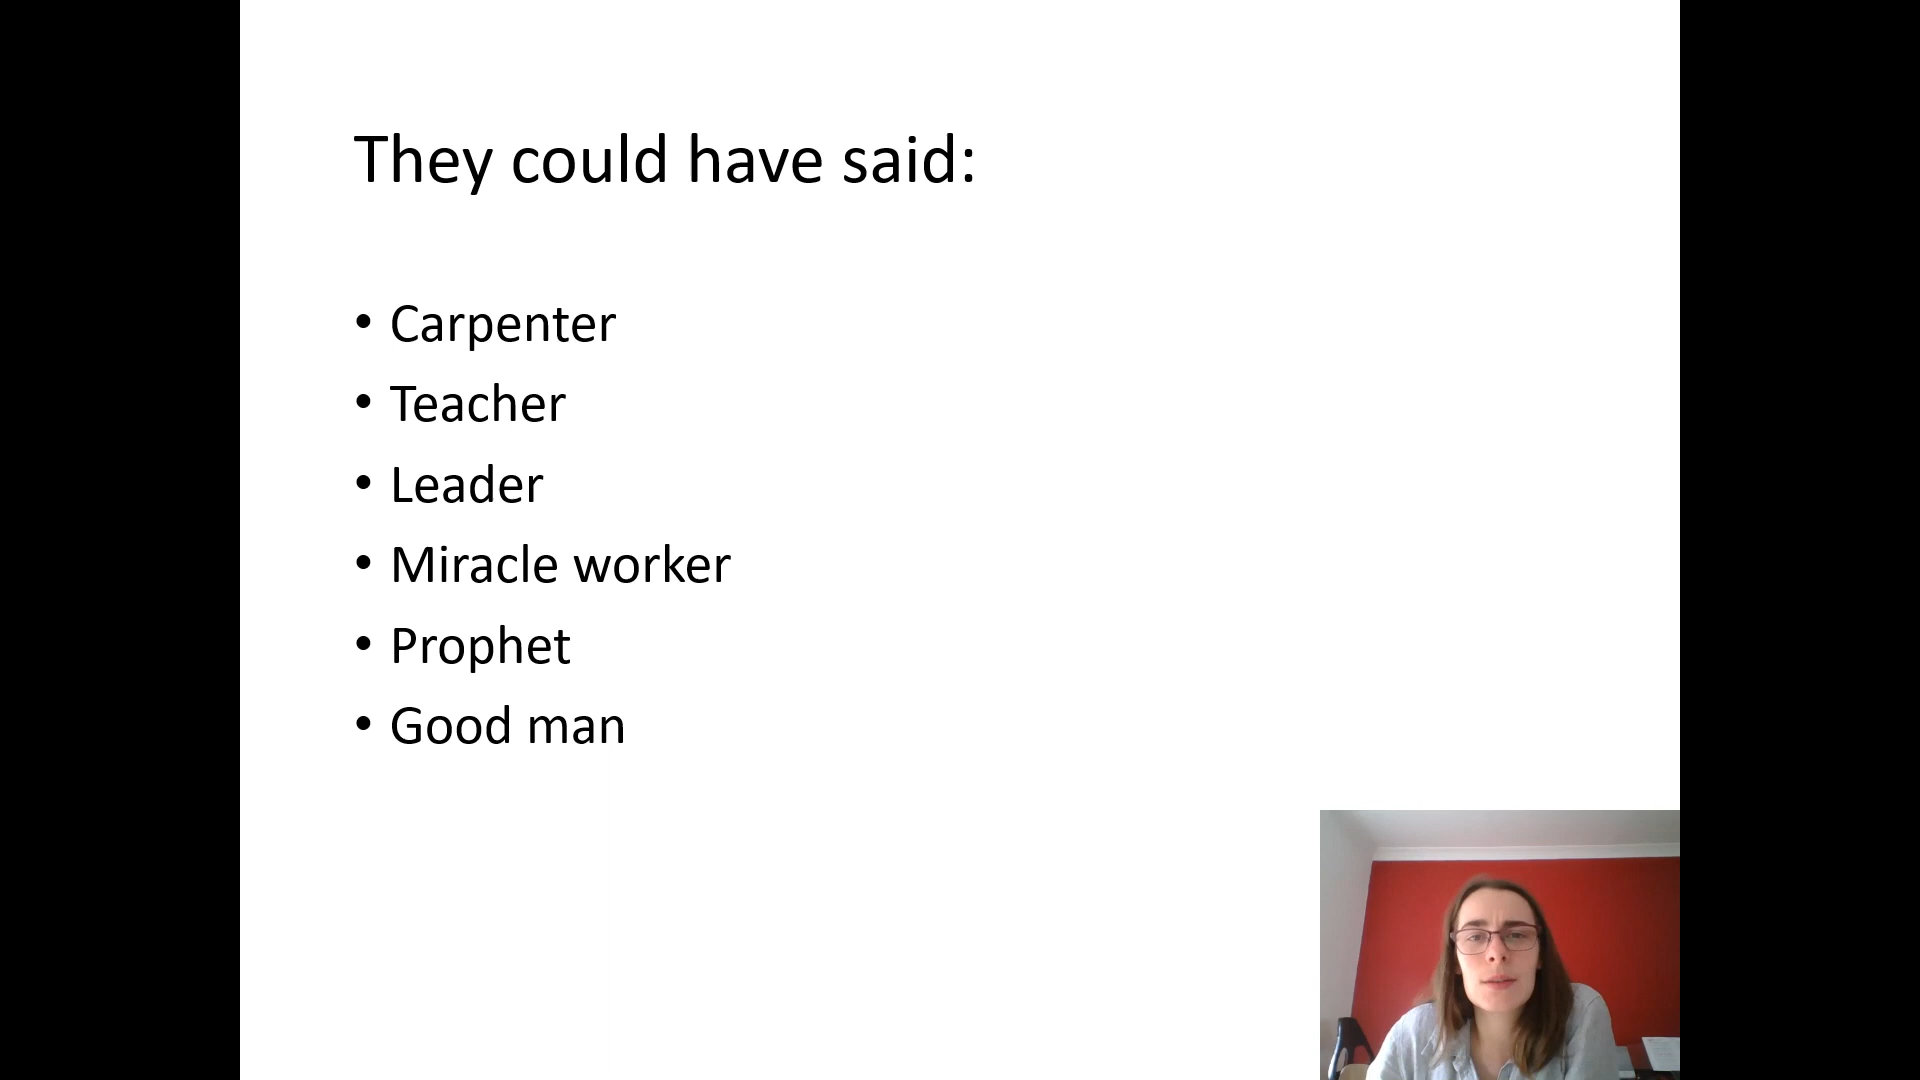 They could have said:
• Carpenter
• Teacher
• Leader
• Miracle worker
• Prophet
• Good man